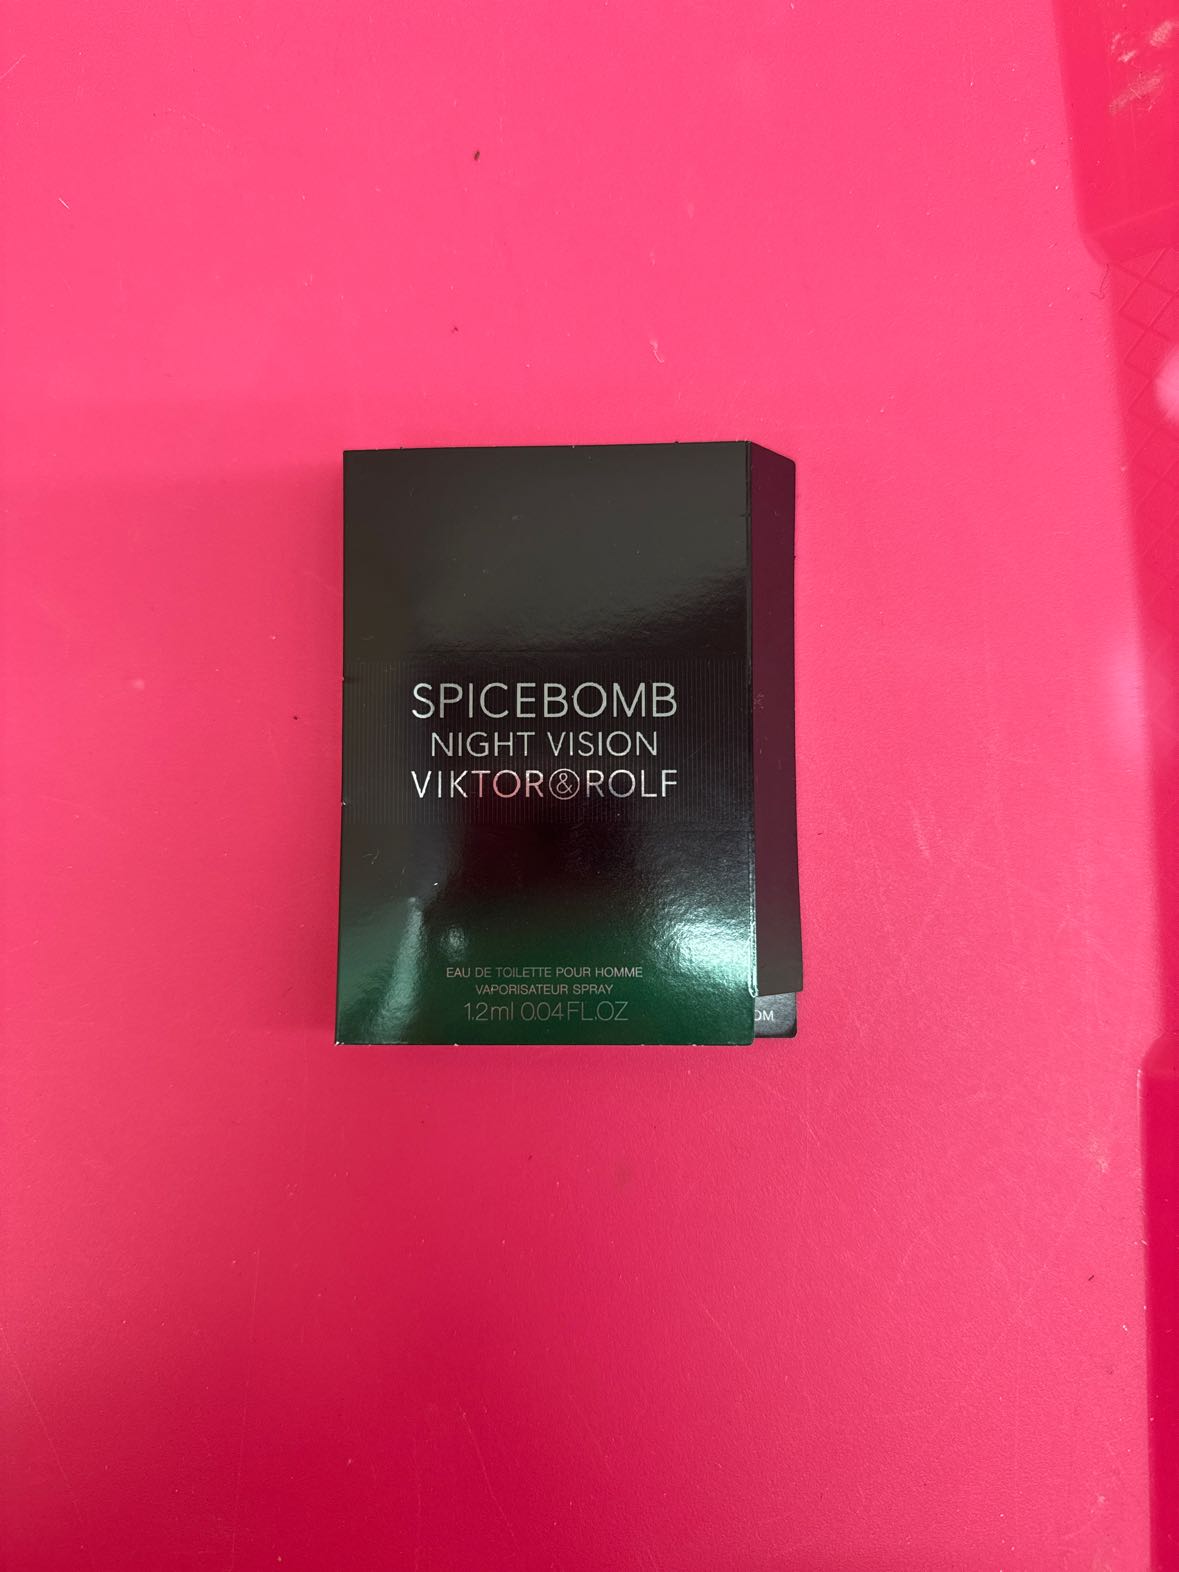 SPICEBOMB
NIGHT VISION
VIKTOR&ROLF
EAU DE TOILETTE POUR HOMME
VAPORISATEUR SPRAY
1.2ml 0.04FL.OZ